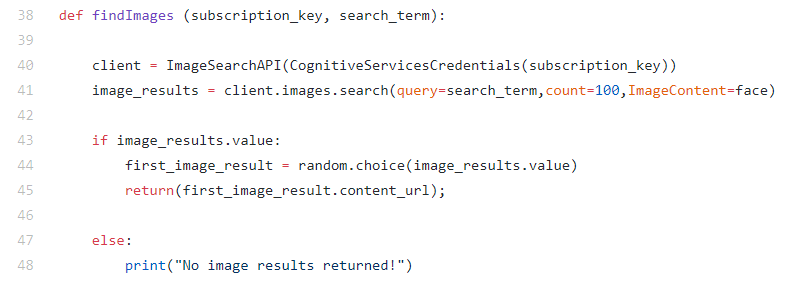 38 def findImages (subscription_key, search_term):
39
40 client = ImageSearchAPI(CognitiveServicesCredentials(subscription_key))
41 image_results = client.images.search(query=search_term,count=100,ImageContent=face)
42
43 if image_results.value:
44 first_image_result = random.choice(image_results.value)
45 return(first_image_result.content_url);
46
47 else:
48 print("No image results returned!")